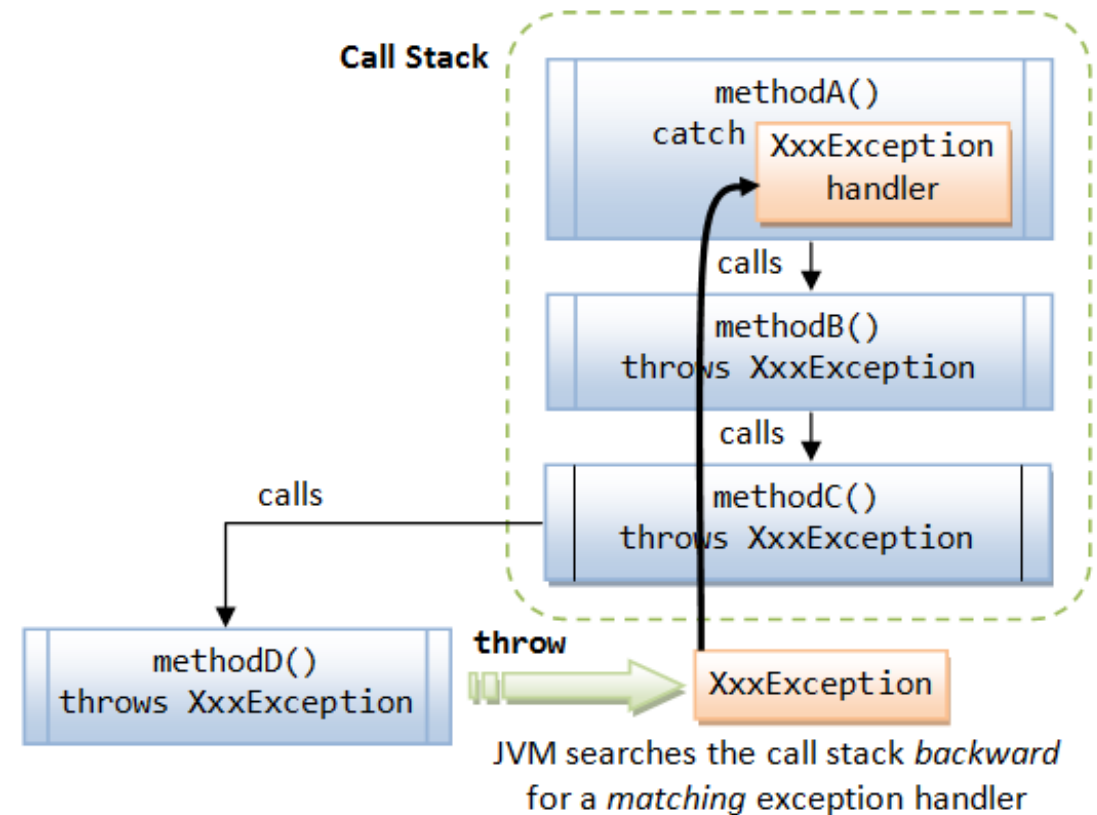 Call Stack
methodA()
catch
XxxException
handler
calls
methodB()
throws XxxException
calls
methodC()
throws XxxException
calls
methodD()
throws XxxException
throw
XxxException
JVM searches the call stack backward
for a matching exception handler